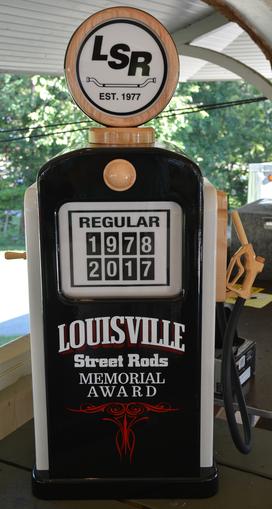 LSR
EST. 1977
REGULAR
1978
2017
LOUISVILLE
Street Rods
MEMORIAL
AWARD